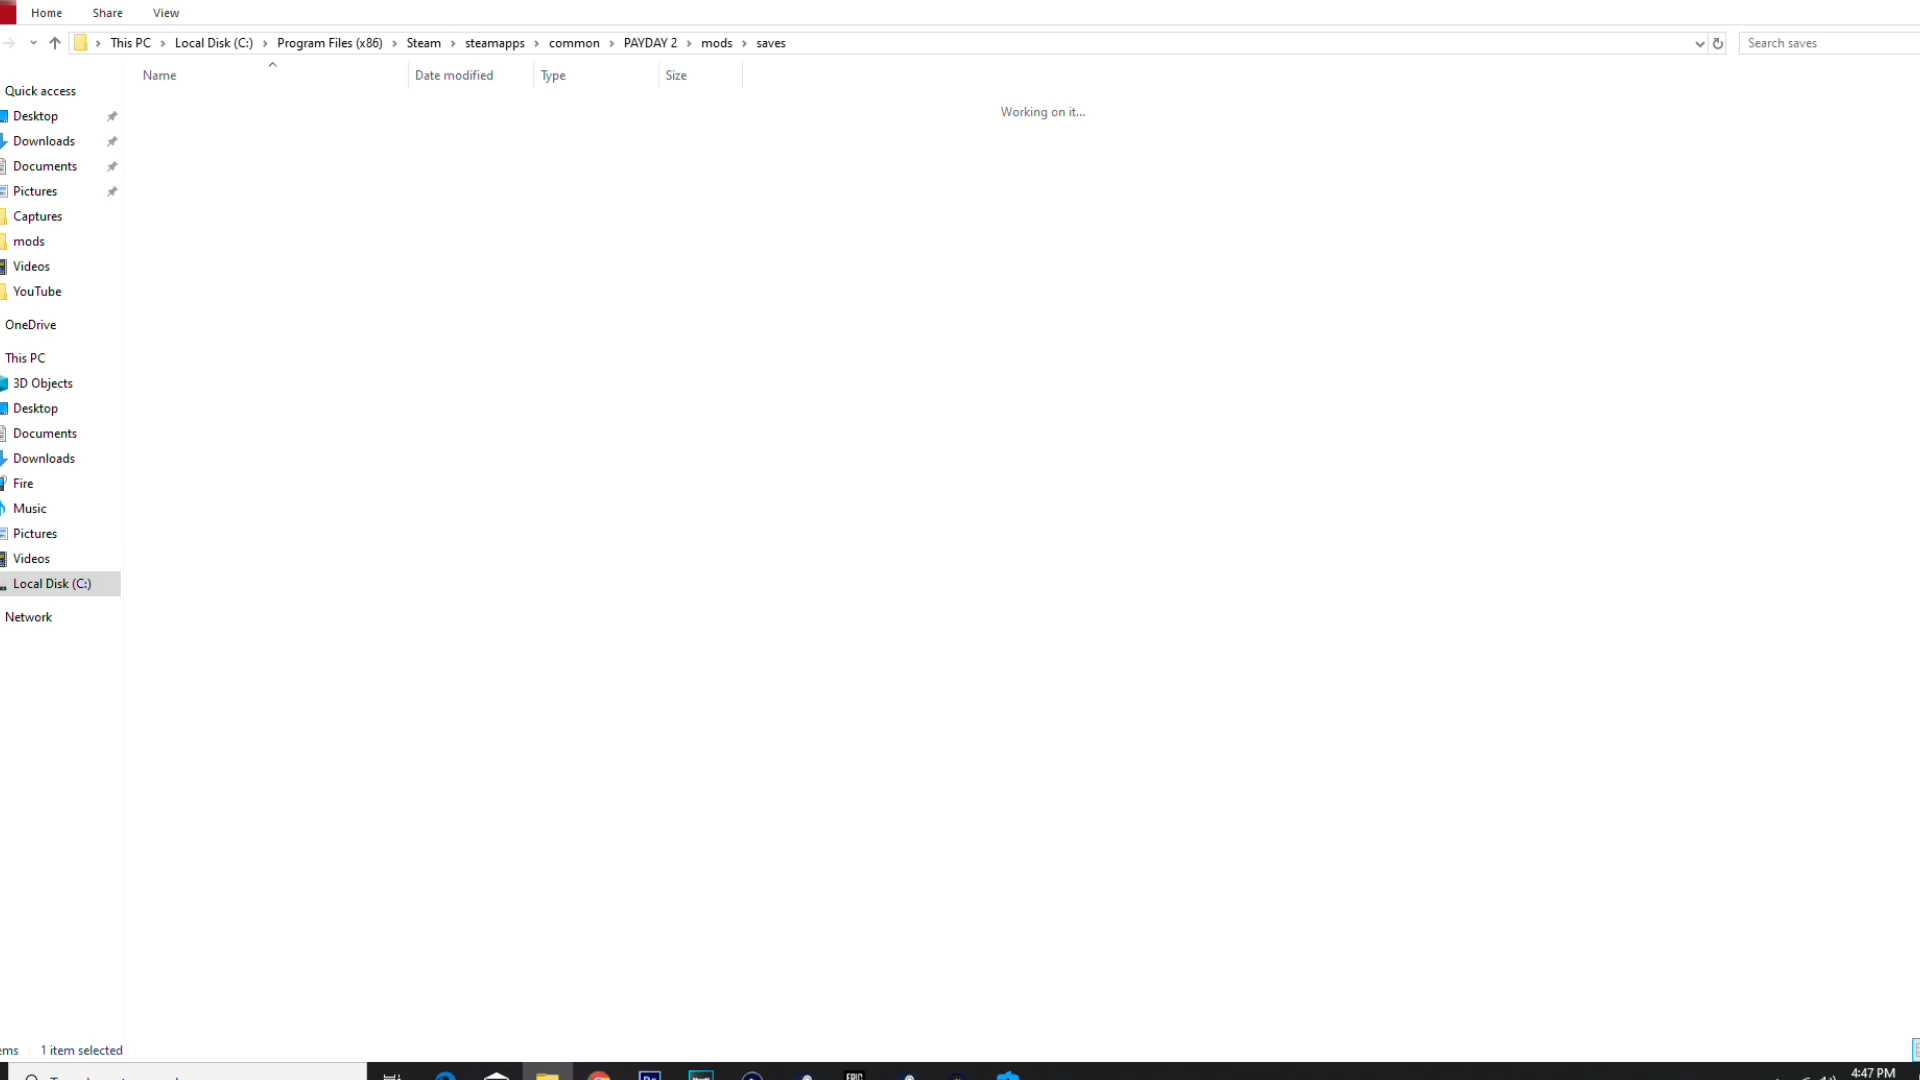 Home Share View
This PC Local Disk (C:) Program Files (x86) Steam steamapps common PAYDAY 2 mods saves
Search saves
Name Date modified Type Size
Working on it...
Quick access
Desktop
Downloads
Documents
Pictures
Captures
mods
Videos
YouTube
OneDrive
This PC
3D Objects
Desktop
Documents
Downloads
Fire
Music
Pictures
Videos
Local Disk (C:)
Network
1 item selected
EPIC
4:47 PM